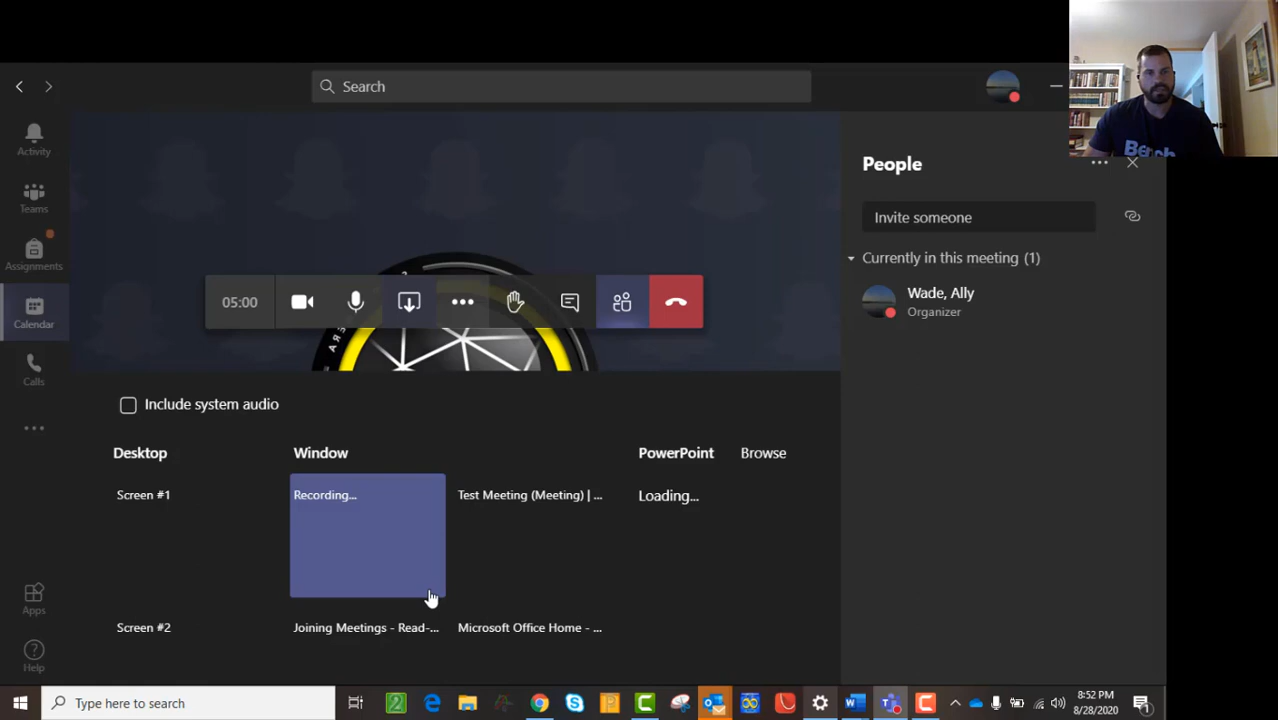 Search
Activity
Teams
Assignments
Calendar
Calls
Apps
Help
05:00
Include system audio
Desktop
Window
PowerPoint
Browse
Screen #1
Recording...
Test Meeting (Meeting) | ...
Loading...
Screen #2
Joining Meetings - Read-...
Microsoft Office Home - ...
People
Invite someone
Currently in this meeting (1)
Wade, Ally
Organizer
Type here to search
8:52 PM
8/28/2020